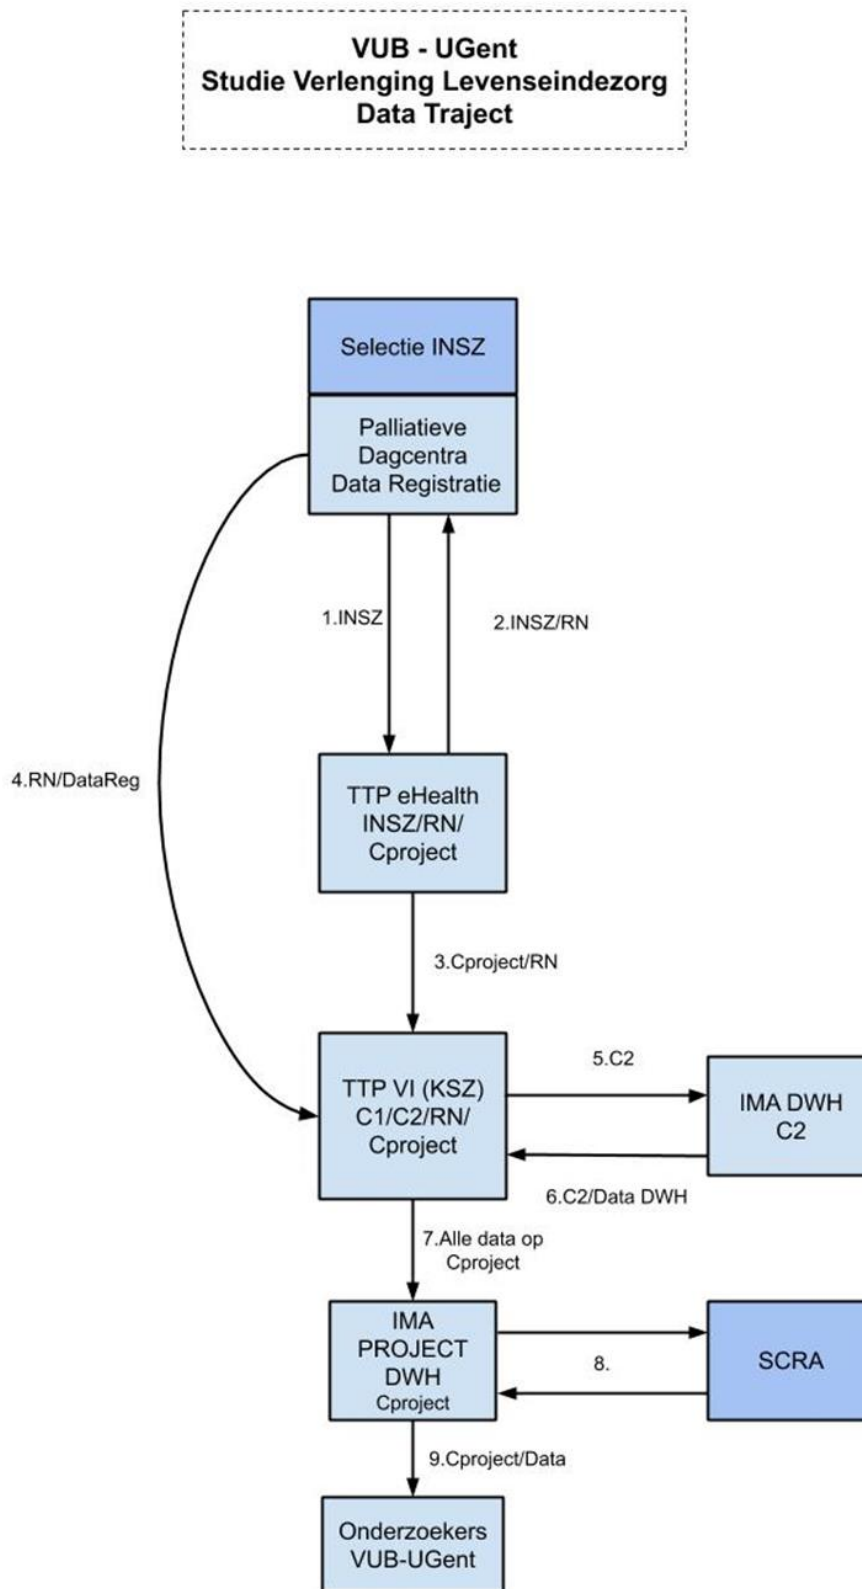 VUB - UGent
Studie Verlenging Levenseindezorg
Data Traject
Selectie INSZ
Palliatieve
Dagcentra
Data Registratie
1.INSZ
2.INSZ/RN
4.RN/DataReg
TTP eHealth
INSZ/RN/
Cproject
3.Cproject/RN
TTP VI (KSZ)
C1/C2/RN/
Cproject
5.C2
IMA DWH
C2
6.C2/Data DWH
7.Alle data op
Cproject
IMA
PROJECT
DWH
Cproject
8.
SCRA
9.Cproject/Data
Onderzoekers
VUB-UGent